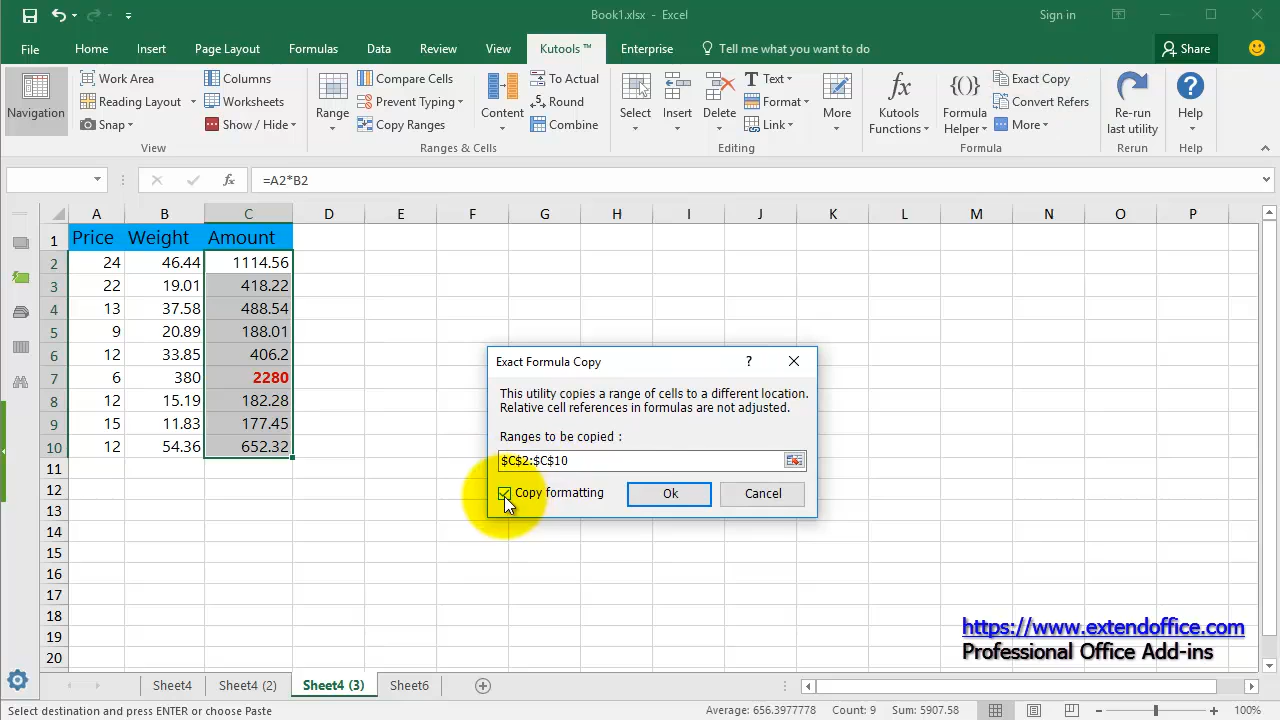 Book1.xlsx - Excel
Sign in
File Home Insert Page Layout Formulas Data Review View Kutools ™ Enterprise Tell me what you want to do Share
Navigation
Work Area
Reading Layout
Snap
Columns
Worksheets
Show / Hide
View
Range
Compare Cells
Prevent Typing
Copy Ranges
Content
To Actual
Round
Combine
Ranges & Cells
Select
Insert
Delete
Text
Format
Link
More
Editing
Kutools
Functions
Formula
Helper
Exact Copy
Convert Refers
More
Formula
Re-run
last utility
Rerun
Help
Help
fx =A2*B2
A B C D E F G H I J K L M N O P
1 Price Weight Amount
2 24 46.44 1114.56
3 22 19.01 418.22
4 13 37.58 488.54
5 9 20.89 188.01
6 12 33.85 406.2
7 6 380 2280
8 12 15.19 182.28
9 15 11.83 177.45
10 12 54.36 652.32
11
12
13
14
15
16
17
18
19
20
Exact Formula Copy ?
This utility copies a range of cells to a different location.
Relative cell references in formulas are not adjusted.
Ranges to be copied :
$C$2:$C$10
Copy formatting Ok Cancel
https://www.extendoffice.com
Professional Office Add-ins
Sheet4 Sheet4 (2) Sheet4 (3) Sheet6
Select destination and press ENTER or choose Paste Average: 656.3977778 Count: 9 Sum: 5907.58 100%